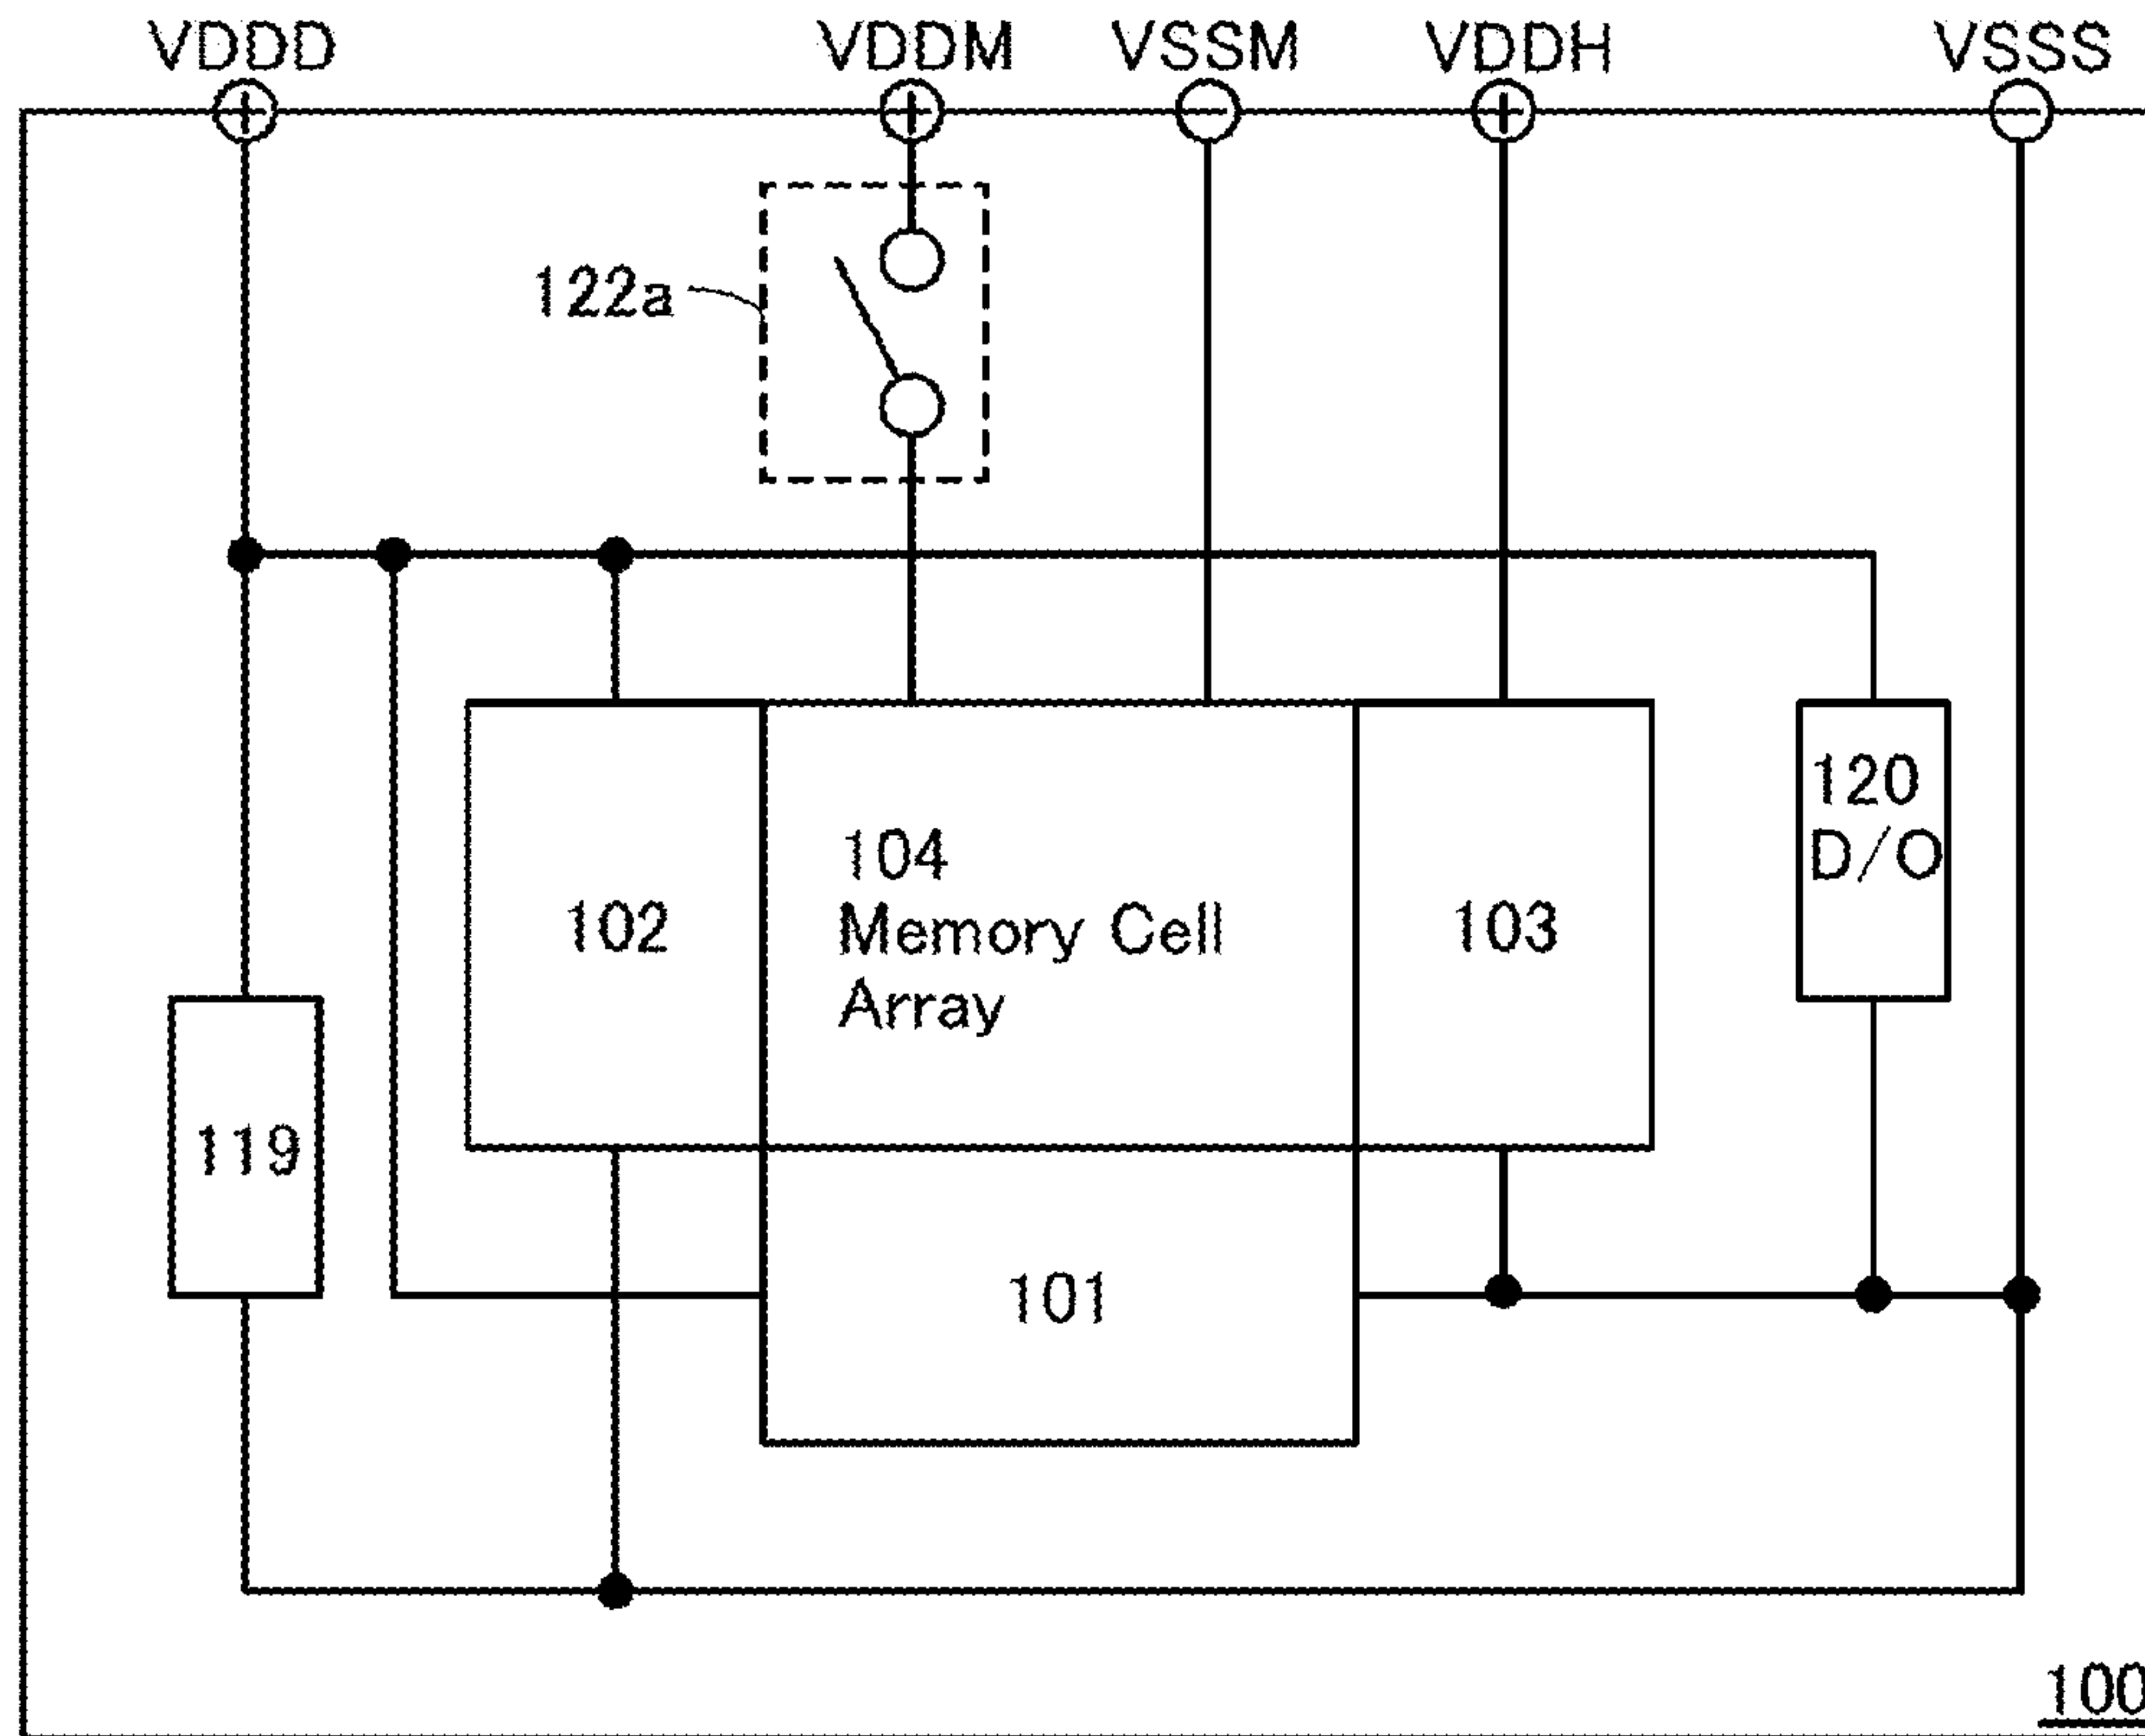 VDDD VDDM VSSM VDDH VSSS
122a
120
D/O
104
102 Memory Cell 103
Array
119
101
100